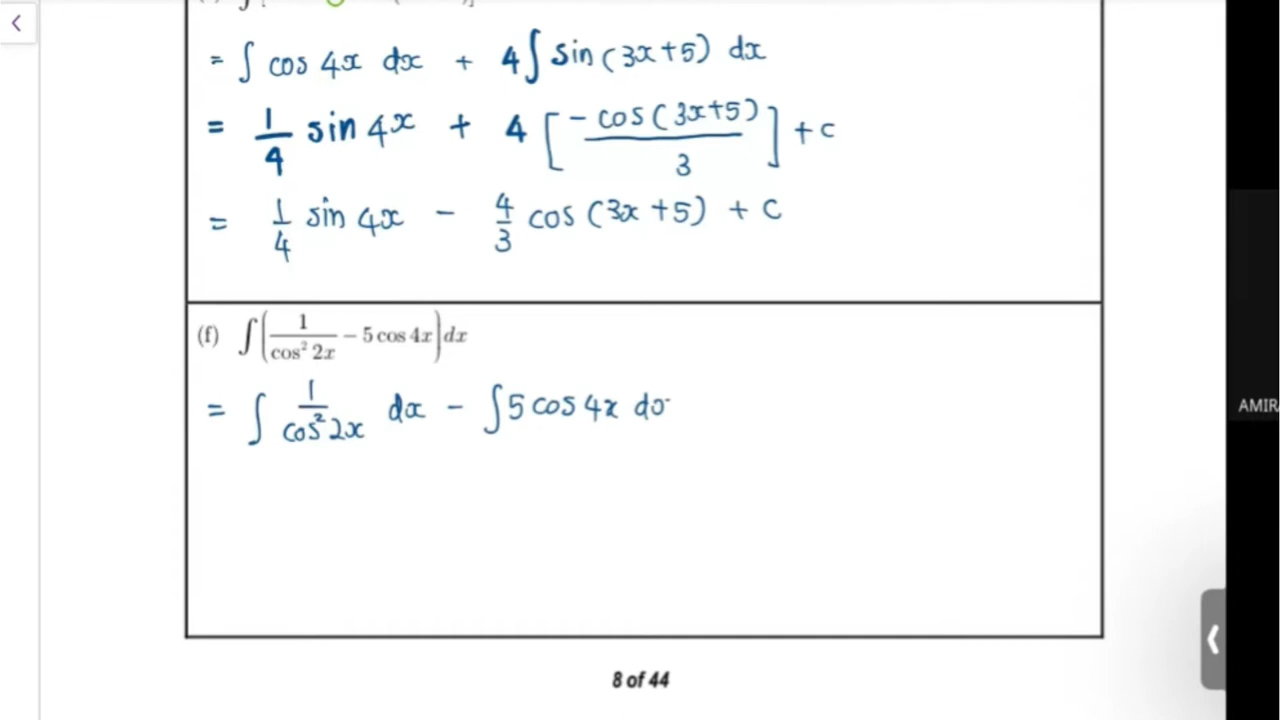 = ∫ cos 4x dx + 4∫ sin (3x+5) dx
= 1/4 sin 4x + 4 [ -cos (3x+5) / 3 ] + c
= 1/4 sin 4x - 4/3 cos (3x+5) + c
(f) ∫(1/cos² 2x - 5 cos 4x) dx
= ∫ 1/cos² 2x dx - ∫ 5 cos 4x d
AMIRA
8 of 44